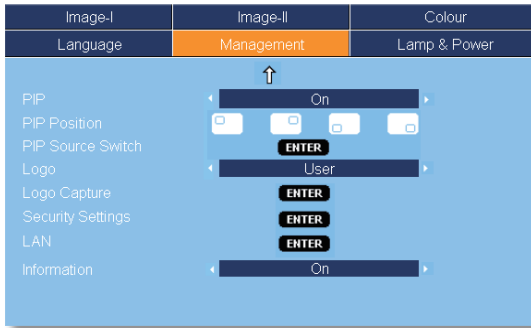 Image-I Image-II Colour
Language Management Lamp & Power
PIP On
PIP Position
PIP Source Switch ENTER
Logo User
Logo Capture ENTER
Security Settings ENTER
LAN ENTER
Information On